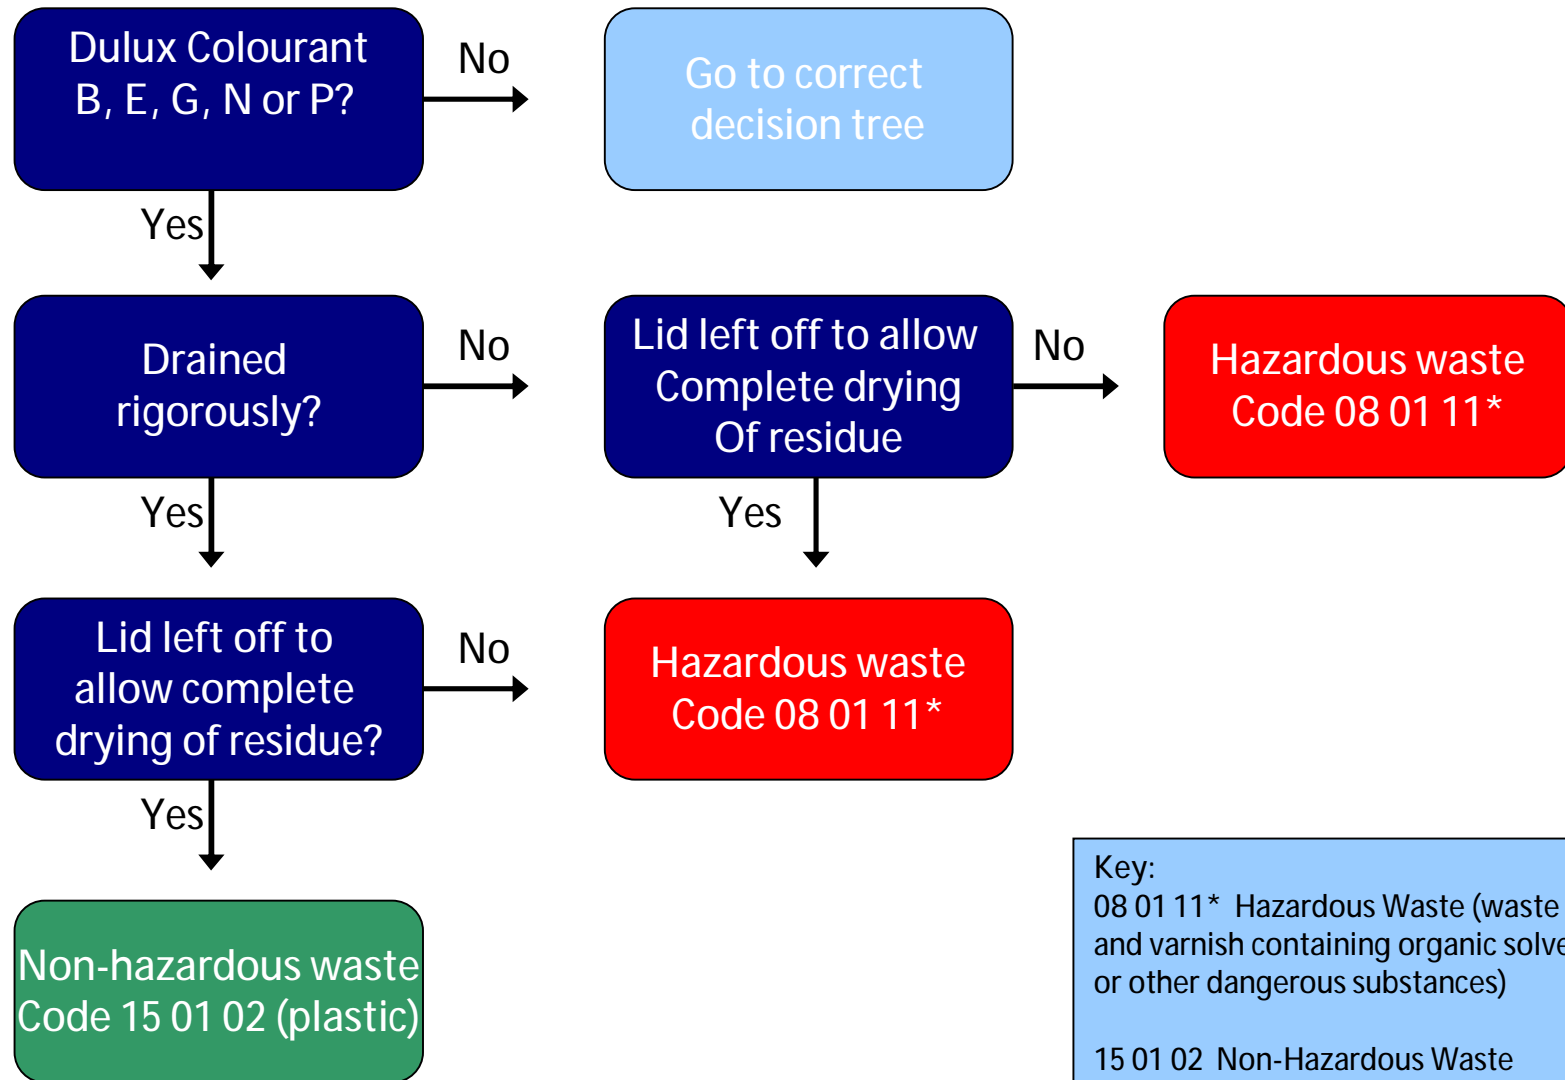 Dulux Colourant
B, E, G, N or P?
No
Go to correct
decision tree
Yes
Drained
rigorously?
No
Lid left off to allow
Complete drying
Of residue
No
Hazardous waste
Code 08 01 11*
Yes
Yes
Lid left off to
allow complete
drying of residue?
No
Hazardous waste
Code 08 01 11*
Yes
Non-hazardous waste
Code 15 01 02 (plastic)
Key:
08 01 11* Hazardous Waste (waste
and varnish containing organic solve
or other dangerous substances)
15 01 02 Non-Hazardous Waste